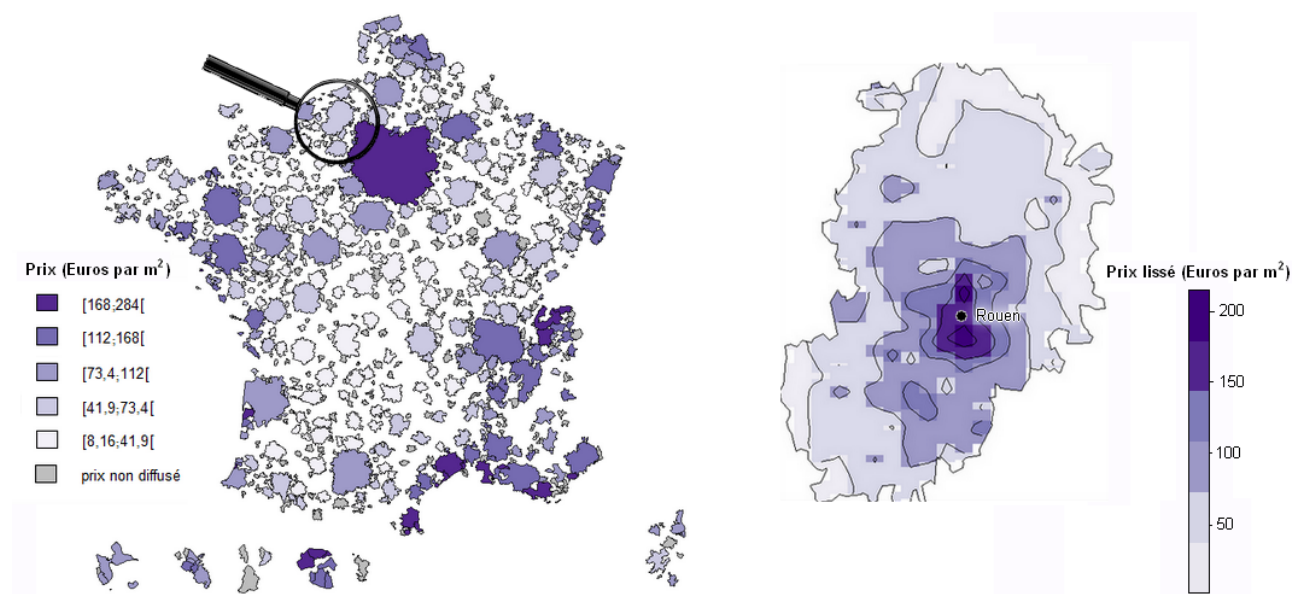 Prix (Euros par m²)
[168;284[
[112;168[
[73,4;112[
[41,9;73,4[
[8,16;41,9[
prix non diffusé
Rouen
Prix lissé (Euros par m²)
200
150
100
50